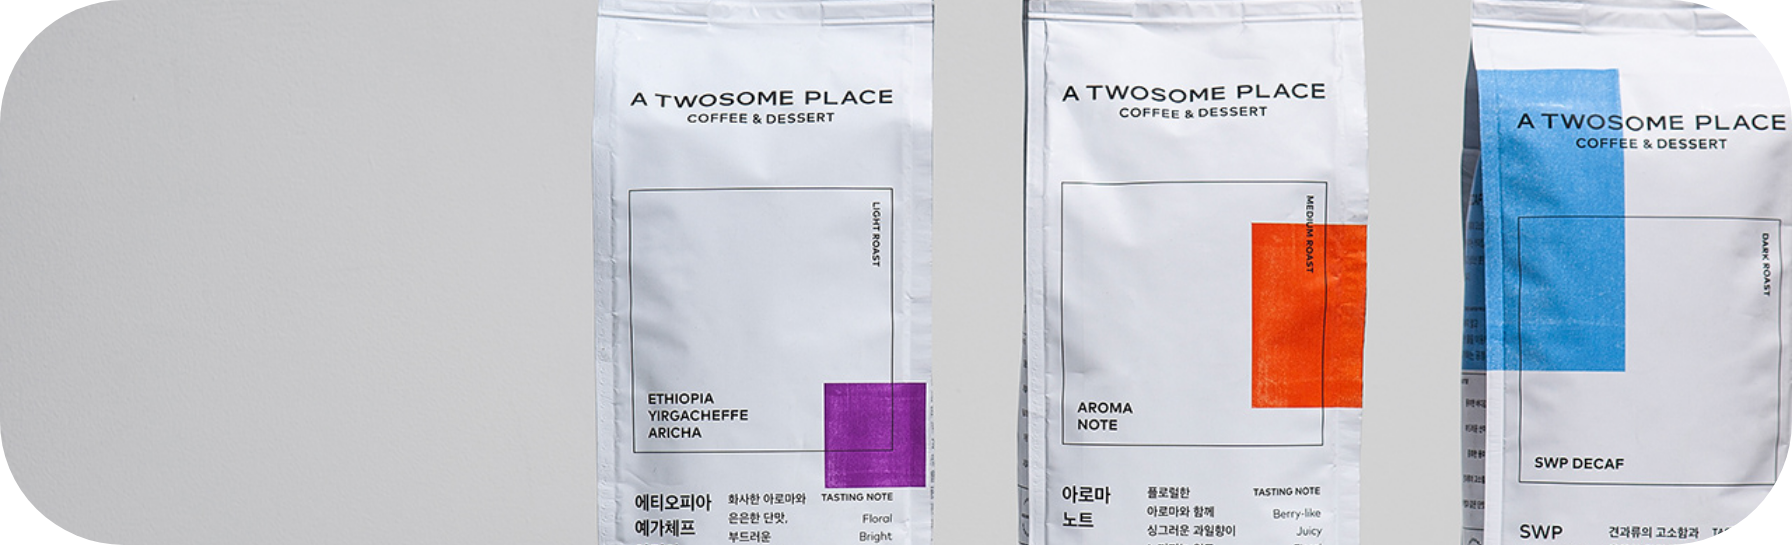 A TWOSOME PLACE
COFFEE & DESSERT
LIGHT ROAST
ETHIOPIA
YIRGACHEFFE
ARICHA
에티오피아
예가체프
화사한 아로마와
은은한 단맛,
부드러운
TASTING NOTE
Floral
Bright
A TWOSOME PLACE
COFFEE & DESSERT
MEDIUM ROAST
AROMA
NOTE
아로마
노트
플로럴한
아로마와 함께
싱그러운 과일향이
TASTING NOTE
Berry-like
Juicy
A TWOSOME PLACE
COFFEE & DESSERT
DARK ROAST
SWP DECAF
SWP
견과류의 고소함과